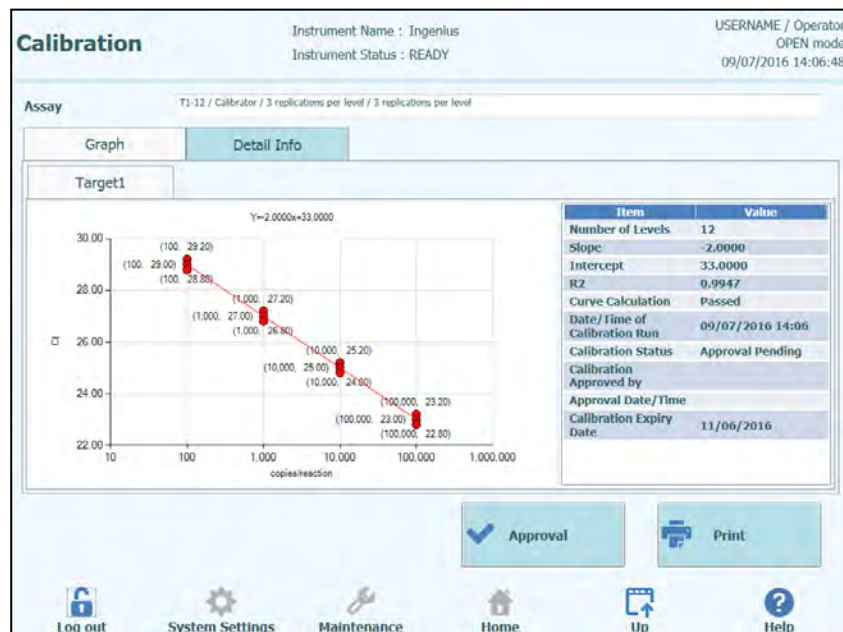 Calibration
Instrument Name : Ingenius
Instrument Status : READY
USERNAME / Operator
OPEN mode
09/07/2016 14:06:48
Assay
T1-12 / Calibrator / 3 replications per level / 3 replications per level
Graph
Detail Info
Target1
Y=-2.0000x+33.0000
30.00
28.00
26.00
24.00
22.00
Ct
(100, 29.20)
(100, 29.00)
(100, 28.80)
(1,000, 27.20)
(1,000, 27.00)
(1,000, 26.80)
(10,000, 25.20)
(10,000, 25.00)
(10,000, 24.00)
(100,000, 23.20)
(100,000, 23.00)
(100,000, 22.80)
10
100
1,000
10,000
100,000
1,000,000
copies/reaction
Item Value
Number of Levels 12
Slope -2.0000
Intercept 33.0000
R2 0.9947
Curve Calculation Passed
Date/Time of
Calibration Run 09/07/2016 14:06
Calibration Status Approval Pending
Calibration
Approved by
Approval Date/Time
Calibration Expiry
Date 11/06/2016
Approval
Print
Log out
System Settings
Maintenance
Home
Up
Help